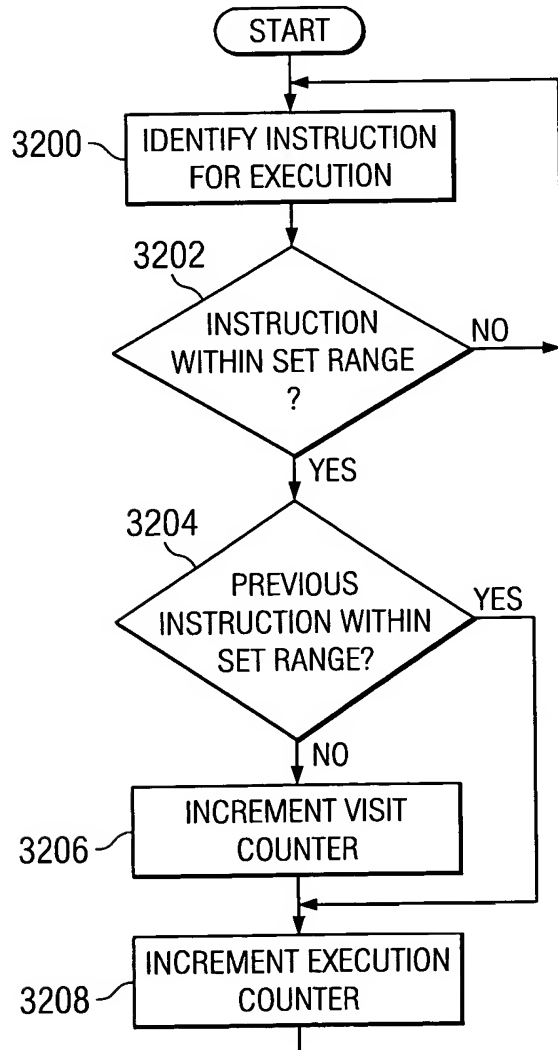 START
3200
IDENTIFY INSTRUCTION
FOR EXECUTION
3202
INSTRUCTION
WITHIN SET RANGE
?
NO
YES
3204
PREVIOUS
INSTRUCTION WITHIN
SET RANGE?
YES
NO
3206
INCREMENT VISIT
COUNTER
3208
INCREMENT EXECUTION
COUNTER